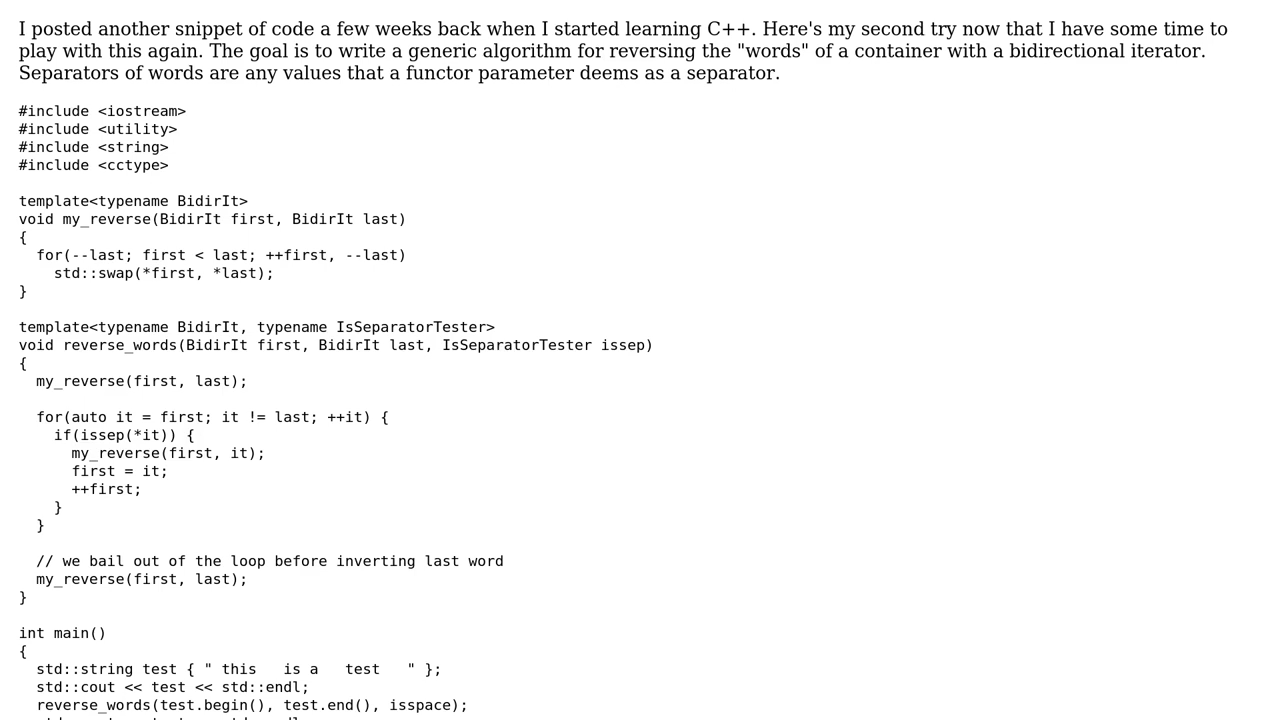 I posted another snippet of code a few weeks back when I started learning C++. Here's my second try now that I have some time to
play with this again. The goal is to write a generic algorithm for reversing the "words" of a container with a bidirectional iterator.
Separators of words are any values that a functor parameter deems as a separator.
#include <iostream>
#include <utility>
#include <string>
#include <cctype>
template<typename BidirIt>
void my_reverse(BidirIt first, BidirIt last)
{
  for(--last; first < last; ++first, --last)
    std::swap(*first, *last);
}
template<typename BidirIt, typename IsSeparatorTester>
void reverse_words(BidirIt first, BidirIt last, IsSeparatorTester issep)
{
  my_reverse(first, last);
  for(auto it = first; it != last; ++it) {
    if(issep(*it)) {
      my_reverse(first, it);
      first = it;
      ++first;
    }
  }
  // we bail out of the loop before inverting last word
  my_reverse(first, last);
}
int main()
{
  std::string test { " this   is a   test   " };
  std::cout << test << std::endl;
  reverse_words(test.begin(), test.end(), isspace);